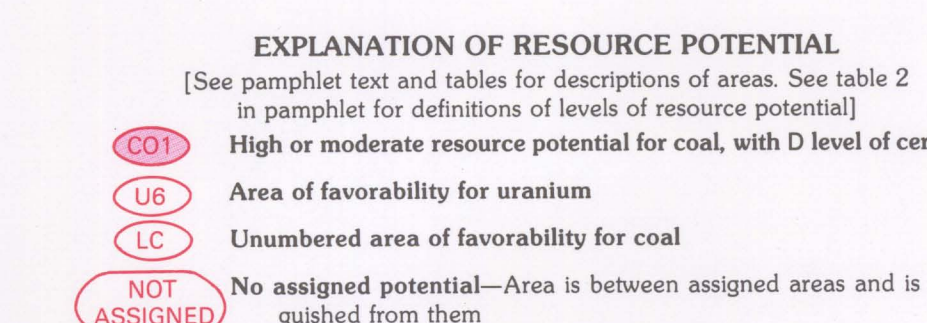 EXPLANATION OF RESOURCE POTENTIAL
[See pamphlet text and tables for descriptions of areas. See table 2
in pamphlet for definitions of levels of resource potential]
CO1 High or moderate resource potential for coal, with D level of cer
U6 Area of favorability for uranium
LC Unumbered area of favorability for coal
NOT No assigned potential—Area is between assigned areas and is
ASSIGNED quished from them